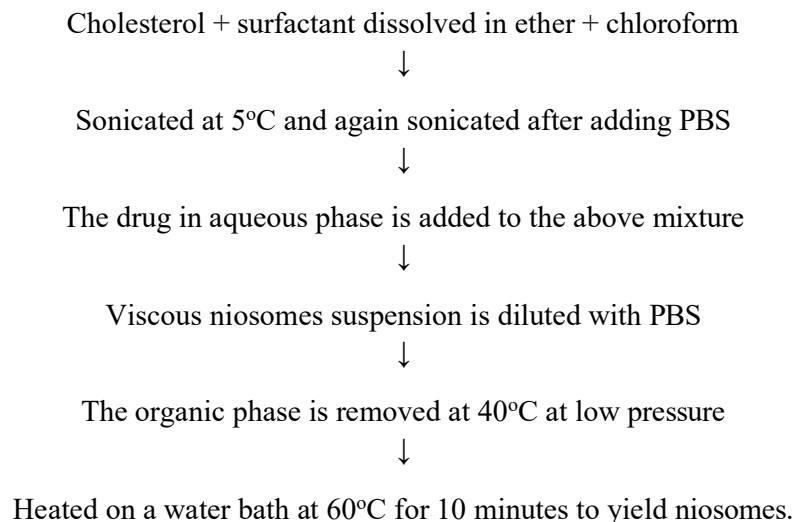 Cholesterol + surfactant dissolved in ether + chloroform
↓
Sonicated at 5°C and again sonicated after adding PBS
↓
The drug in aqueous phase is added to the above mixture
↓
Viscous niosomes suspension is diluted with PBS
↓
The organic phase is removed at 40°C at low pressure
↓
Heated on a water bath at 60°C for 10 minutes to yield niosomes.